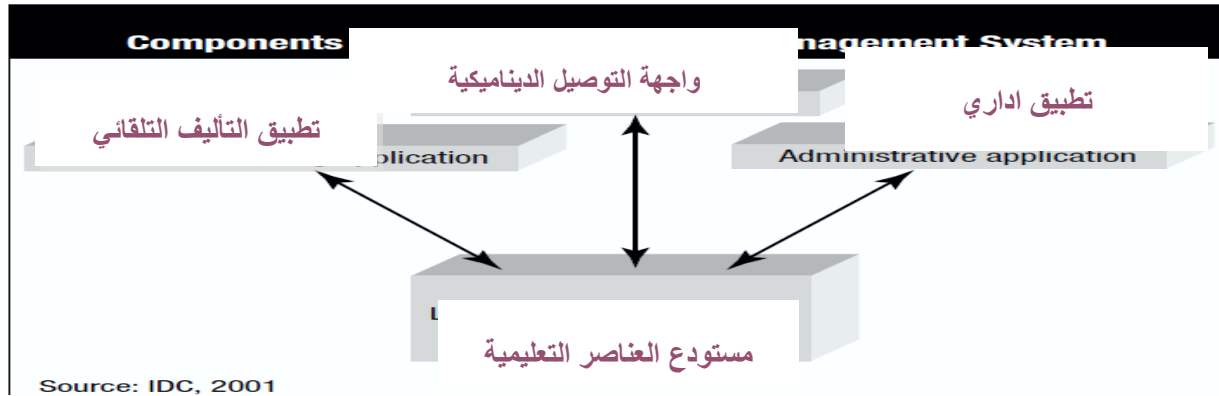 Components
nagement System
واجهة التوصيل الديناميكية
تطبيق اداري
تطبيق التأليف التلقائي
plication
Administrative application
L
مستودع العناصر التعليمية
Source: IDC, 2001